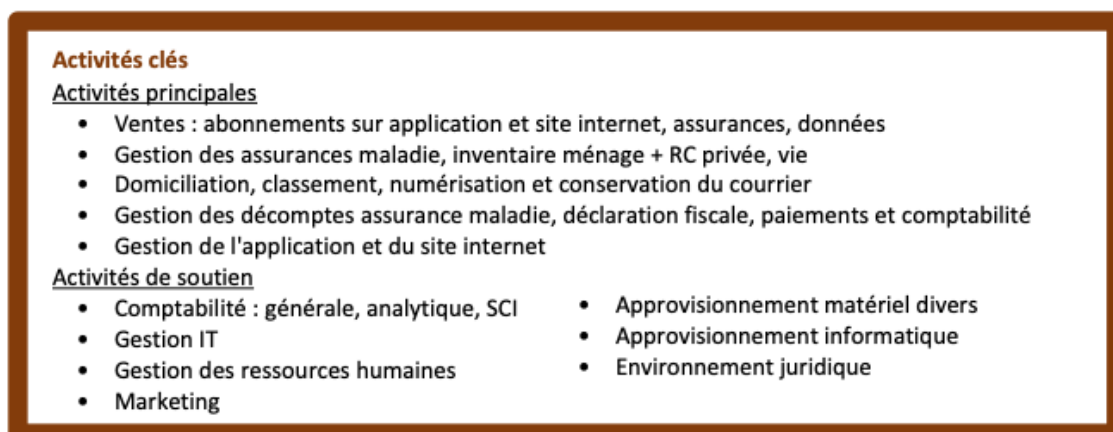 Activités clés
Activités principales
• Ventes : abonnements sur application et site internet, assurances, données
• Gestion des assurances maladie, inventaire ménage + RC privée, vie
• Domiciliation, classement, numérisation et conservation du courrier
• Gestion des décomptes assurance maladie, déclaration fiscale, paiements et comptabilité
• Gestion de l'application et du site internet
Activités de soutien
• Comptabilité : générale, analytique, SCI
• Gestion IT
• Gestion des ressources humaines
• Marketing
• Approvisionnement matériel divers
• Approvisionnement informatique
• Environnement juridique